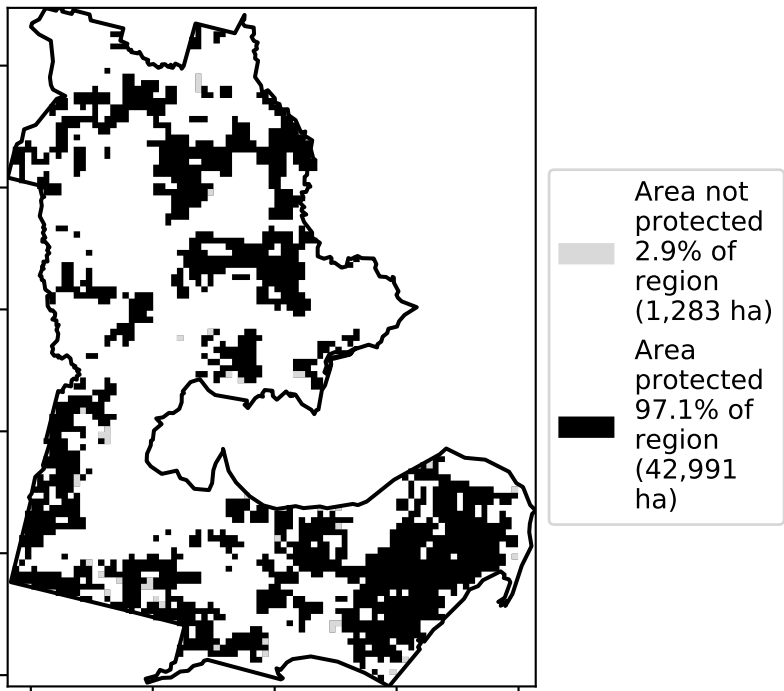 Area not
protected
2.9% of
region
(1,283 ha)
Area
protected
97.1% of
region
(42,991
ha)